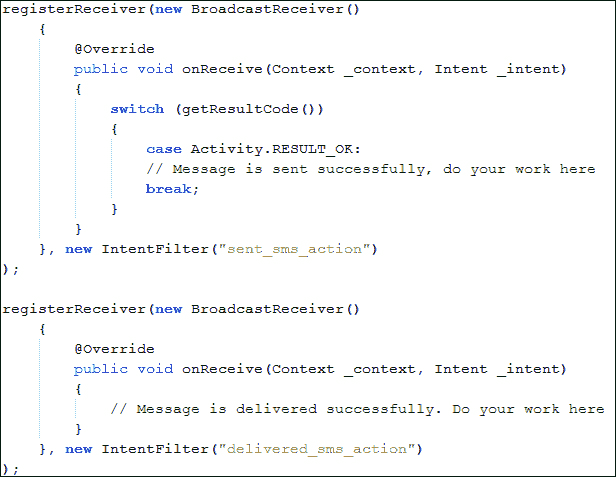 registerReceiver(new BroadcastReceiver()
    {
        @Override
        public void onReceive(Context _context, Intent _intent)
        {
            switch (getResultCode())
            {
                case Activity.RESULT_OK:
                // Message is sent successfully, do your work here
                break;
            }
        }
    }, new IntentFilter("sent_sms_action")
);

registerReceiver(new BroadcastReceiver()
    {
        @Override
        public void onReceive(Context _context, Intent _intent)
        {
            // Message is delivered successfully. Do your work here
        }
    }, new IntentFilter("delivered_sms_action")
);